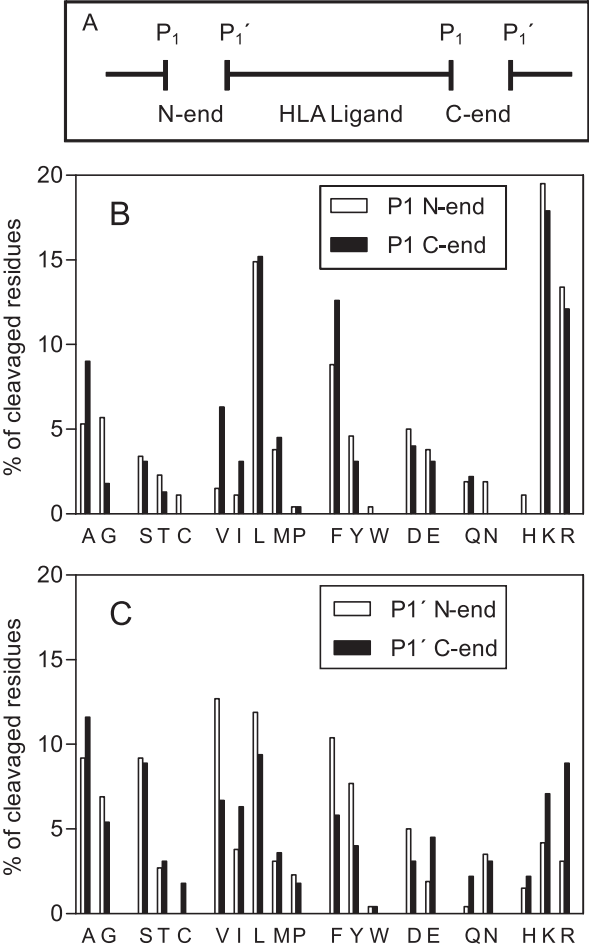 A
P₁ P₁´ P₁ P₁´
N-end HLA Ligand C-end
B
P1 N-end
P1 C-end
% of cleavaged residues
20
15
10
5
0
A G S T C V I L M P F Y W D E Q N H K R
C
P1´ N-end
P1´ C-end
% of cleavaged residues
20
15
10
5
0
A G S T C V I L M P F Y W D E Q N H K R